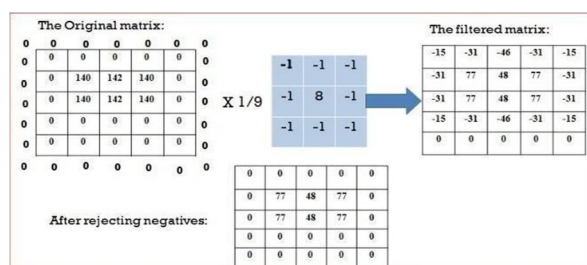 The Original matrix:
0 0 0 0 0 0 0
0 0 0 0 0 0 0
0 0 140 142 140 0 0
0 0 140 142 140 0 0
0 0 0 0 0 0 0
0 0 0 0 0 0 0
0 0 0 0 0 0 0
X 1/9
-1 -1 -1
-1 8 -1
-1 -1 -1
The filtered matrix:
-15 -31 -46 -31 -15
-31 77 48 77 -31
-31 77 48 77 -31
-15 -31 -46 -31 -15
0 0 0 0 0
After rejecting negatives:
0 0 0 0 0
0 77 48 77 0
0 77 48 77 0
0 0 0 0 0
0 0 0 0 0